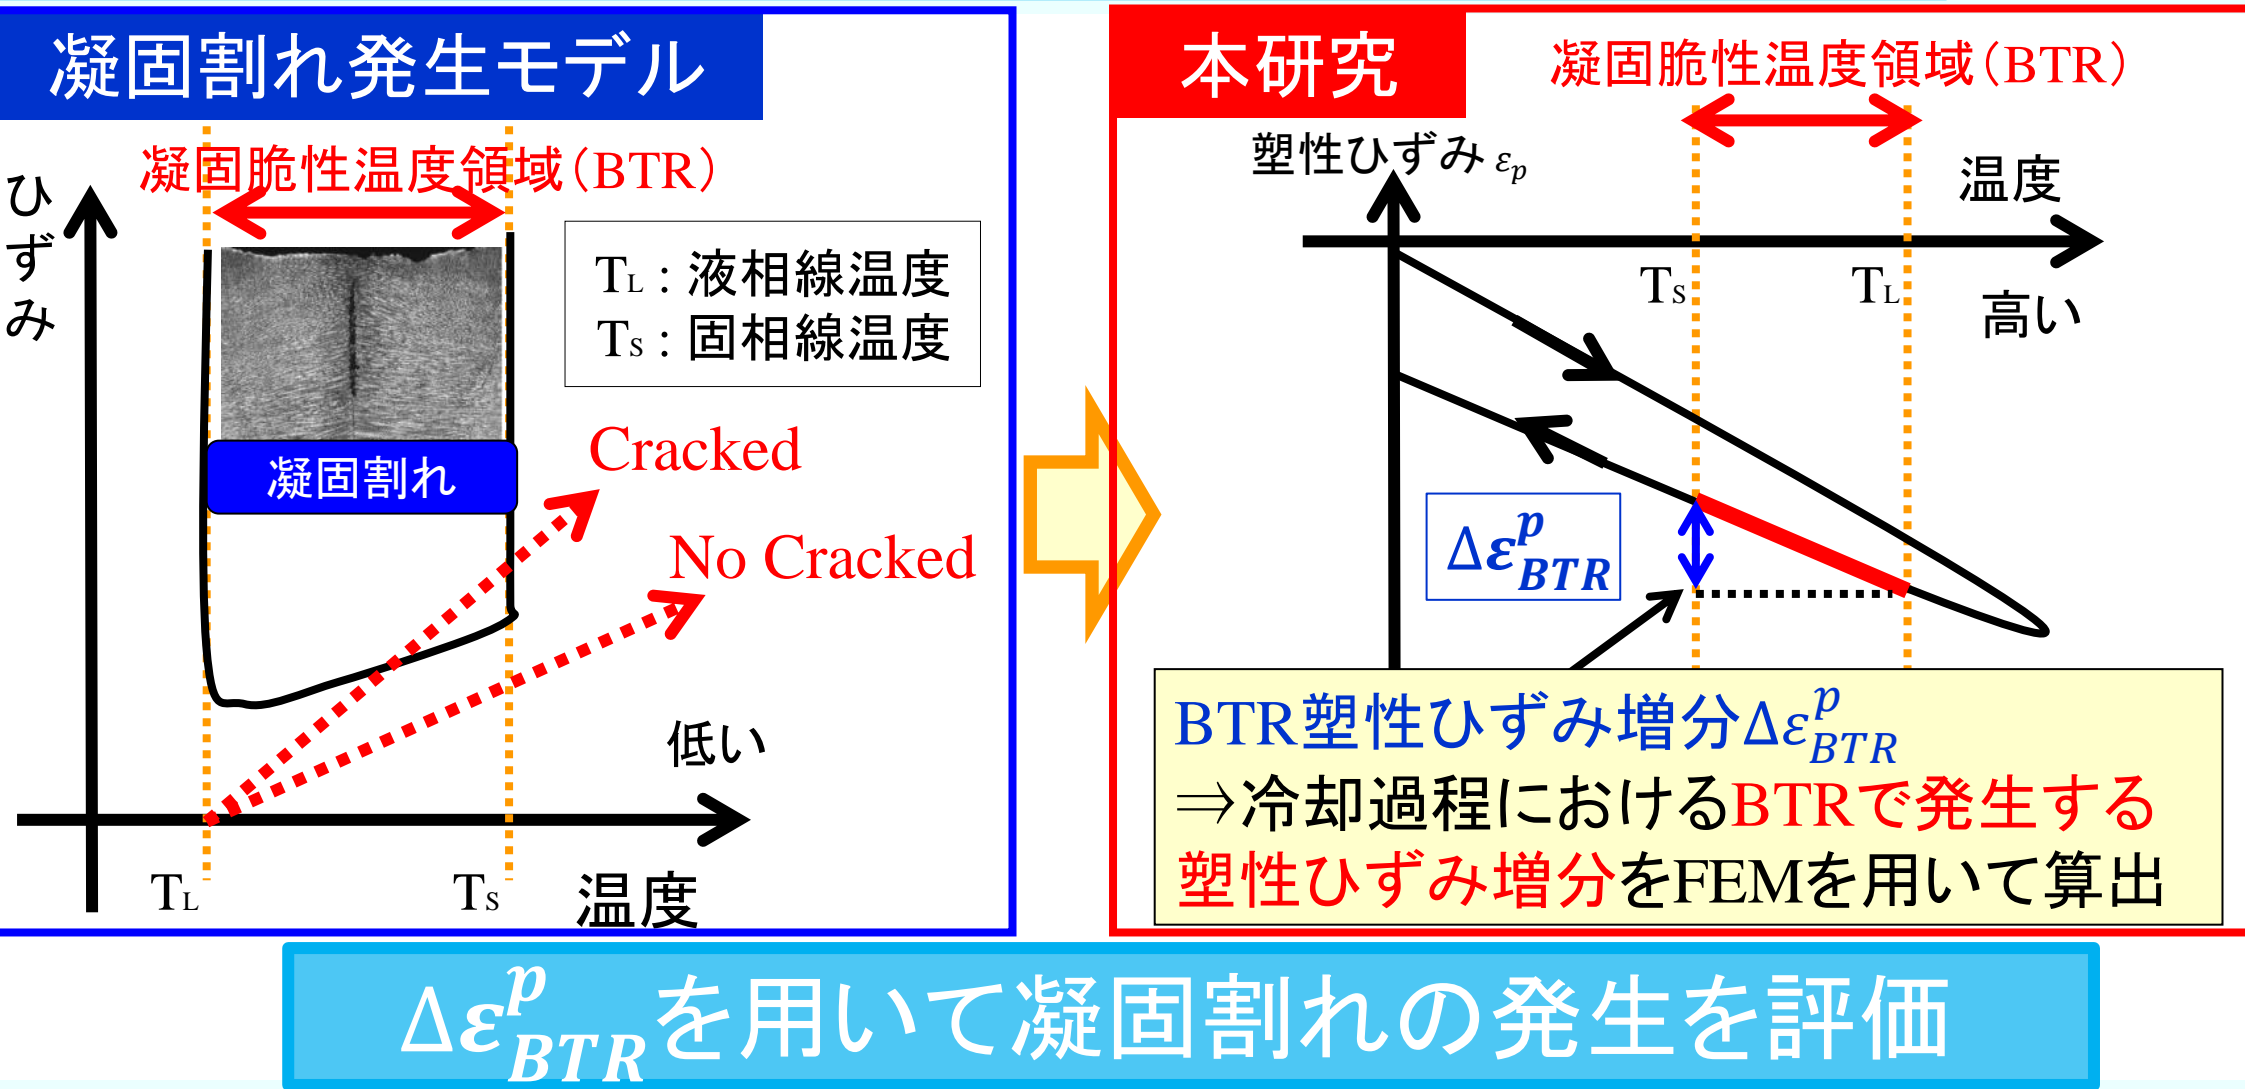 凝固割れ発生モデル
凝固脆性温度領域（BTR）
ひずみ
TL : 液相線温度
TS : 固相線温度
凝固割れ
Cracked
No Cracked
低い
TL
TS
温度
本研究
凝固脆性温度領域（BTR）
塑性ひずみ εp
温度
TS
TL
高い
Δε^p_BTR
BTR塑性ひずみ増分Δε^p_BTR
⇒冷却過程におけるBTRで発生する
塑性ひずみ増分をFEMを用いて算出
Δε^p_BTRを用いて凝固割れの発生を評価